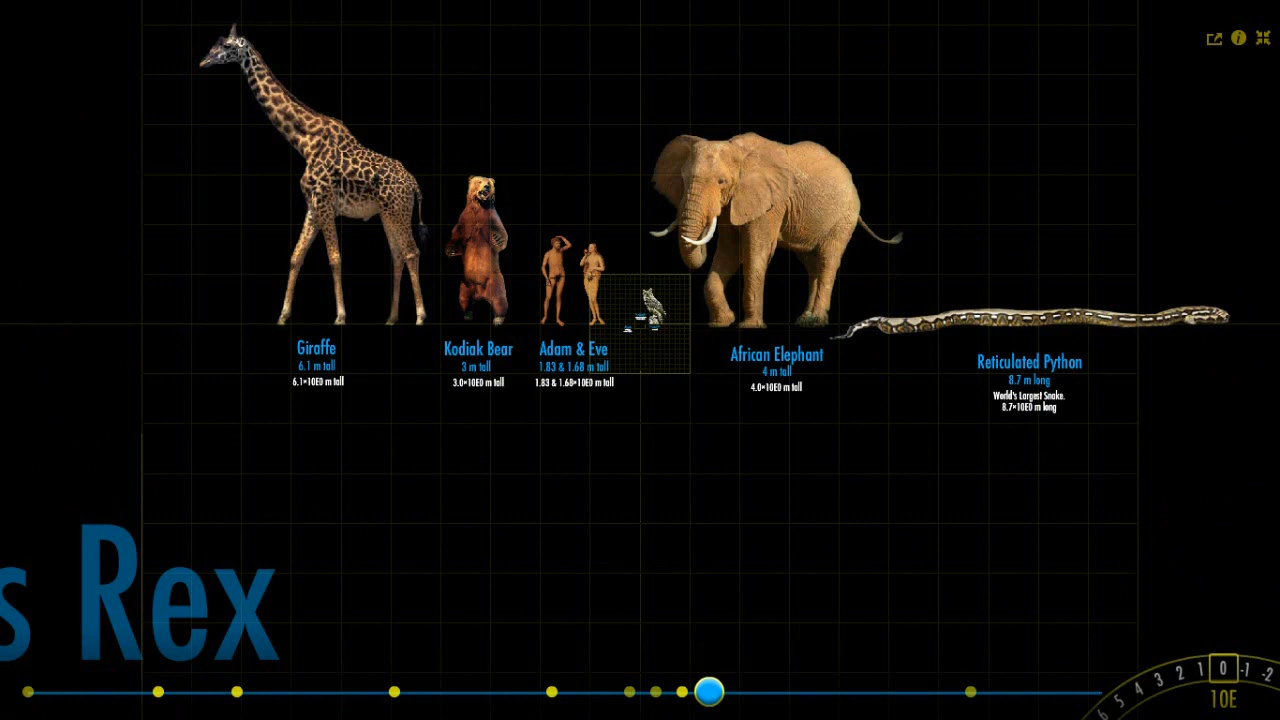 Giraffe
6.1 m tall
6.1×10E0 m tall
Kodiak Bear
3 m tall
3.0×10E0 m tall
Adam & Eve
1.83 & 1.68 m tall
1.83 & 1.68×10E0 m tall
African Elephant
4 m tall
4.0×10E0 m tall
Reticulated Python
8.7 m long
World's Largest Snake.
8.7×10E0 m long
s Rex
6 5 4 3 2 1 0 -1 -2
10E